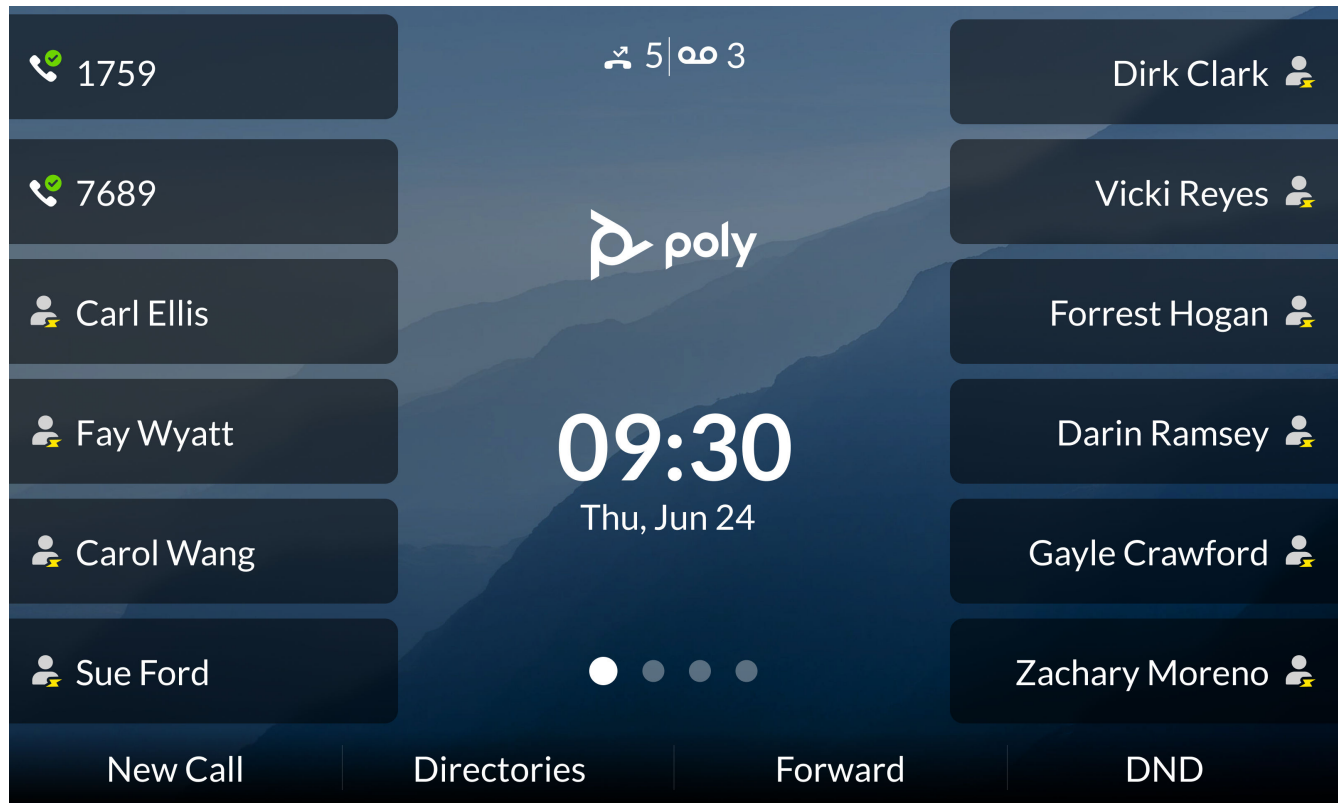 1759
7689
Carl Ellis
Fay Wyatt
Carol Wang
Sue Ford
5 3
poly
09:30
Thu, Jun 24
Dirk Clark
Vicki Reyes
Forrest Hogan
Darin Ramsey
Gayle Crawford
Zachary Moreno
New Call Directories Forward DND